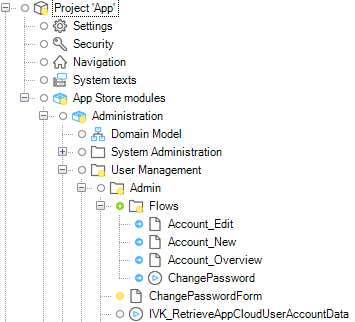 Project 'App'
Settings
Security
Navigation
System texts
App Store modules
Administration
Domain Model
System Administration
User Management
Admin
Flows
Account_Edit
Account_New
Account_Overview
ChangePassword
ChangePasswordForm
IVK_RetrieveAppCloudUserAccountData